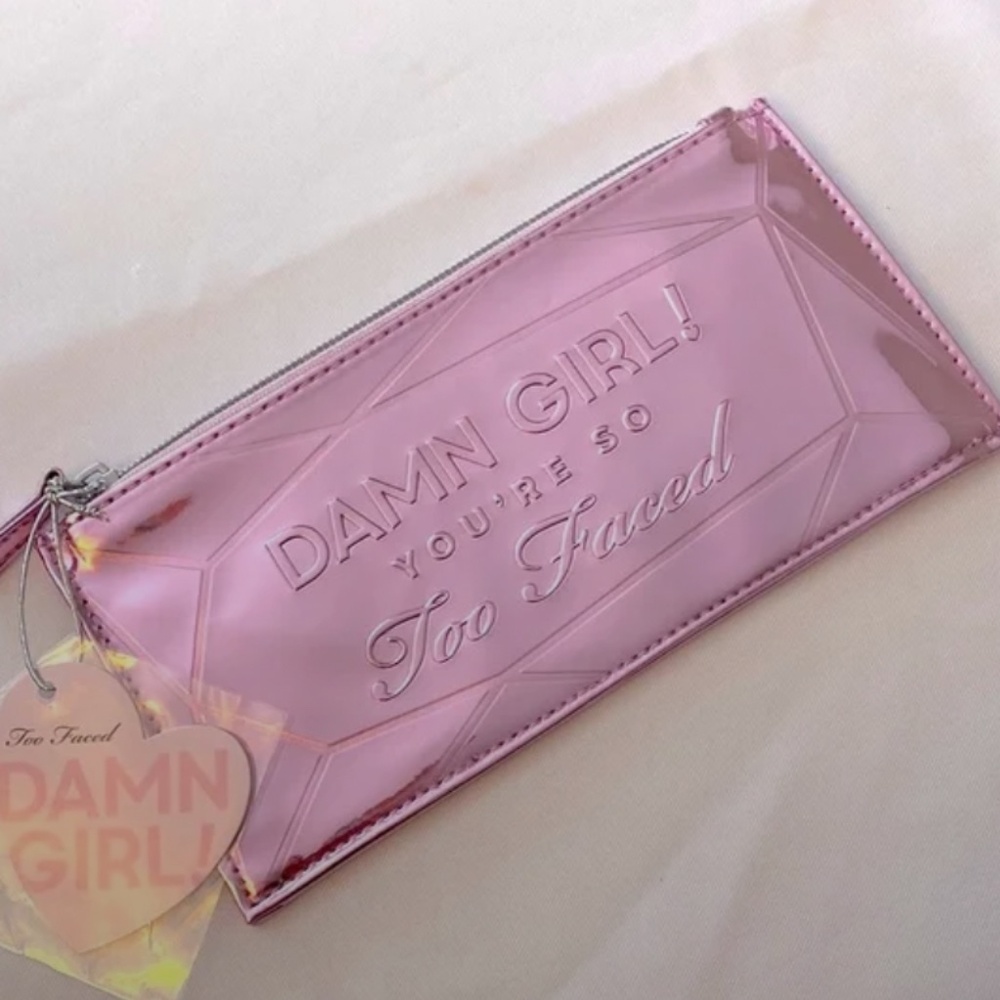 DAMN GIRL!
YOU'RE SO
Too Faced
Too Faced
DAMN
GIRL!